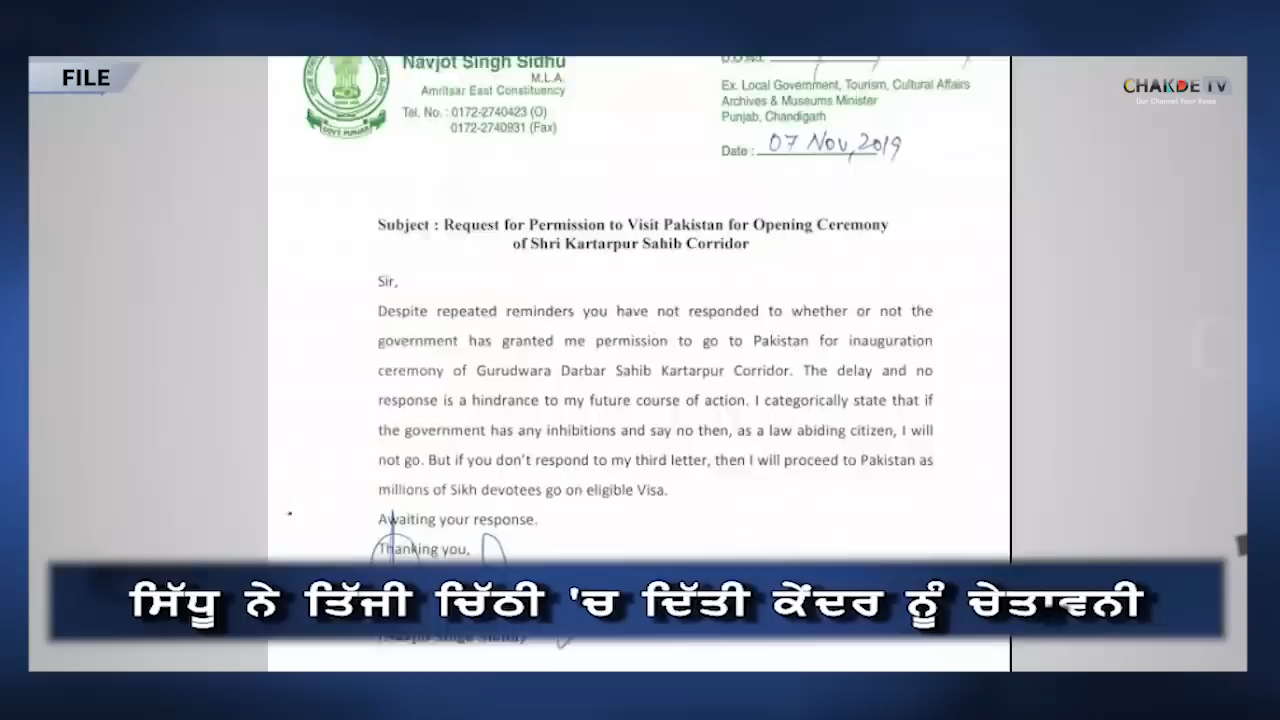 FILE
CHAKDE TV
Our Channel Your Voice
Navjot Singh Sidhu
M.L.A.
Amritsar East Constituency
Tel. No. : 0172-2740423 (O)
0172-2740931 (Fax)
Ex. Local Government, Tourism, Cultural Affairs
Archives & Museums Minister
Punjab, Chandigarh
Date : 07 Nov, 2019
Subject : Request for Permission to Visit Pakistan for Opening Ceremony
of Shri Kartarpur Sahib Corridor
Sir,
Despite repeated reminders you have not responded to whether or not the
government has granted me permission to go to Pakistan for inauguration
ceremony of Gurudwara Darbar Sahib Kartarpur Corridor. The delay and no
response is a hindrance to my future course of action. I categorically state that if
the government has any inhibitions and say no then, as a law abiding citizen, I will
not go. But if you don't respond to my third letter, then I will proceed to Pakistan as
millions of Sikh devotees go on eligible Visa.
Awaiting your response.
Thanking you,
ਸਿੱਧੂ ਨੇ ਤਿੱਜੀ ਚਿੱਠੀ 'ਚ ਦਿੱਤੀ ਕੇਂਦਰ ਨੂੰ ਚੇਤਾਵਨੀ